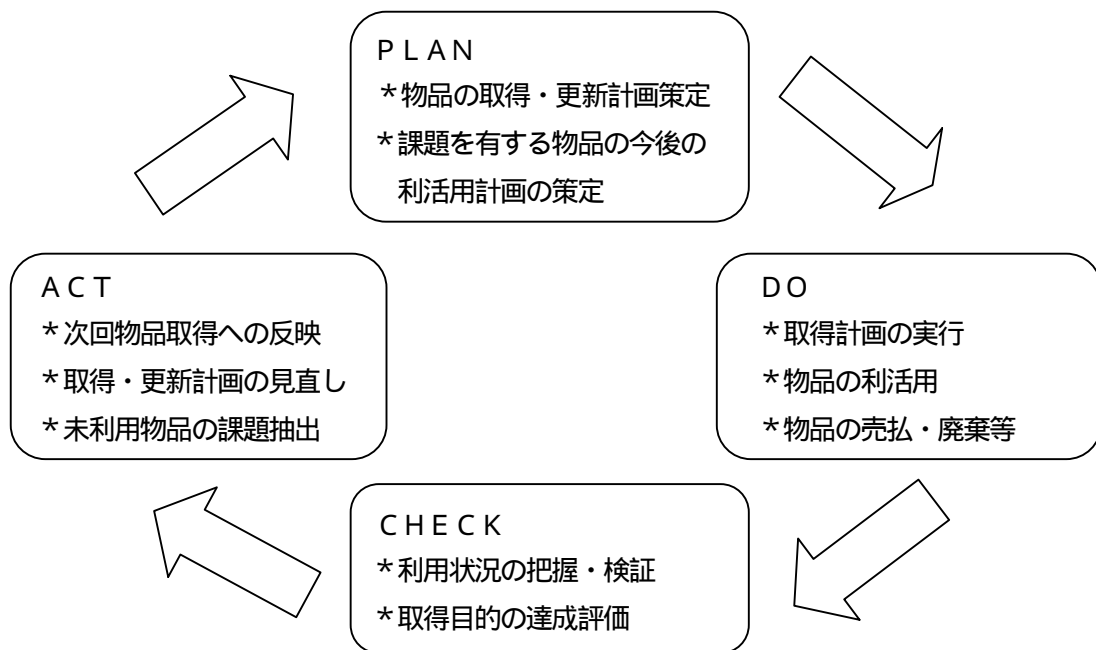 PLAN
*物品の取得・更新計画策定
*課題を有する物品の今後の
利活用計画の策定
DO
*取得計画の実行
*物品の利活用
*物品の売払・廃棄等
CHECK
*利用状況の把握・検証
*取得目的の達成評価
ACT
*次回物品取得への反映
*取得・更新計画の見直し
*未利用物品の課題抽出